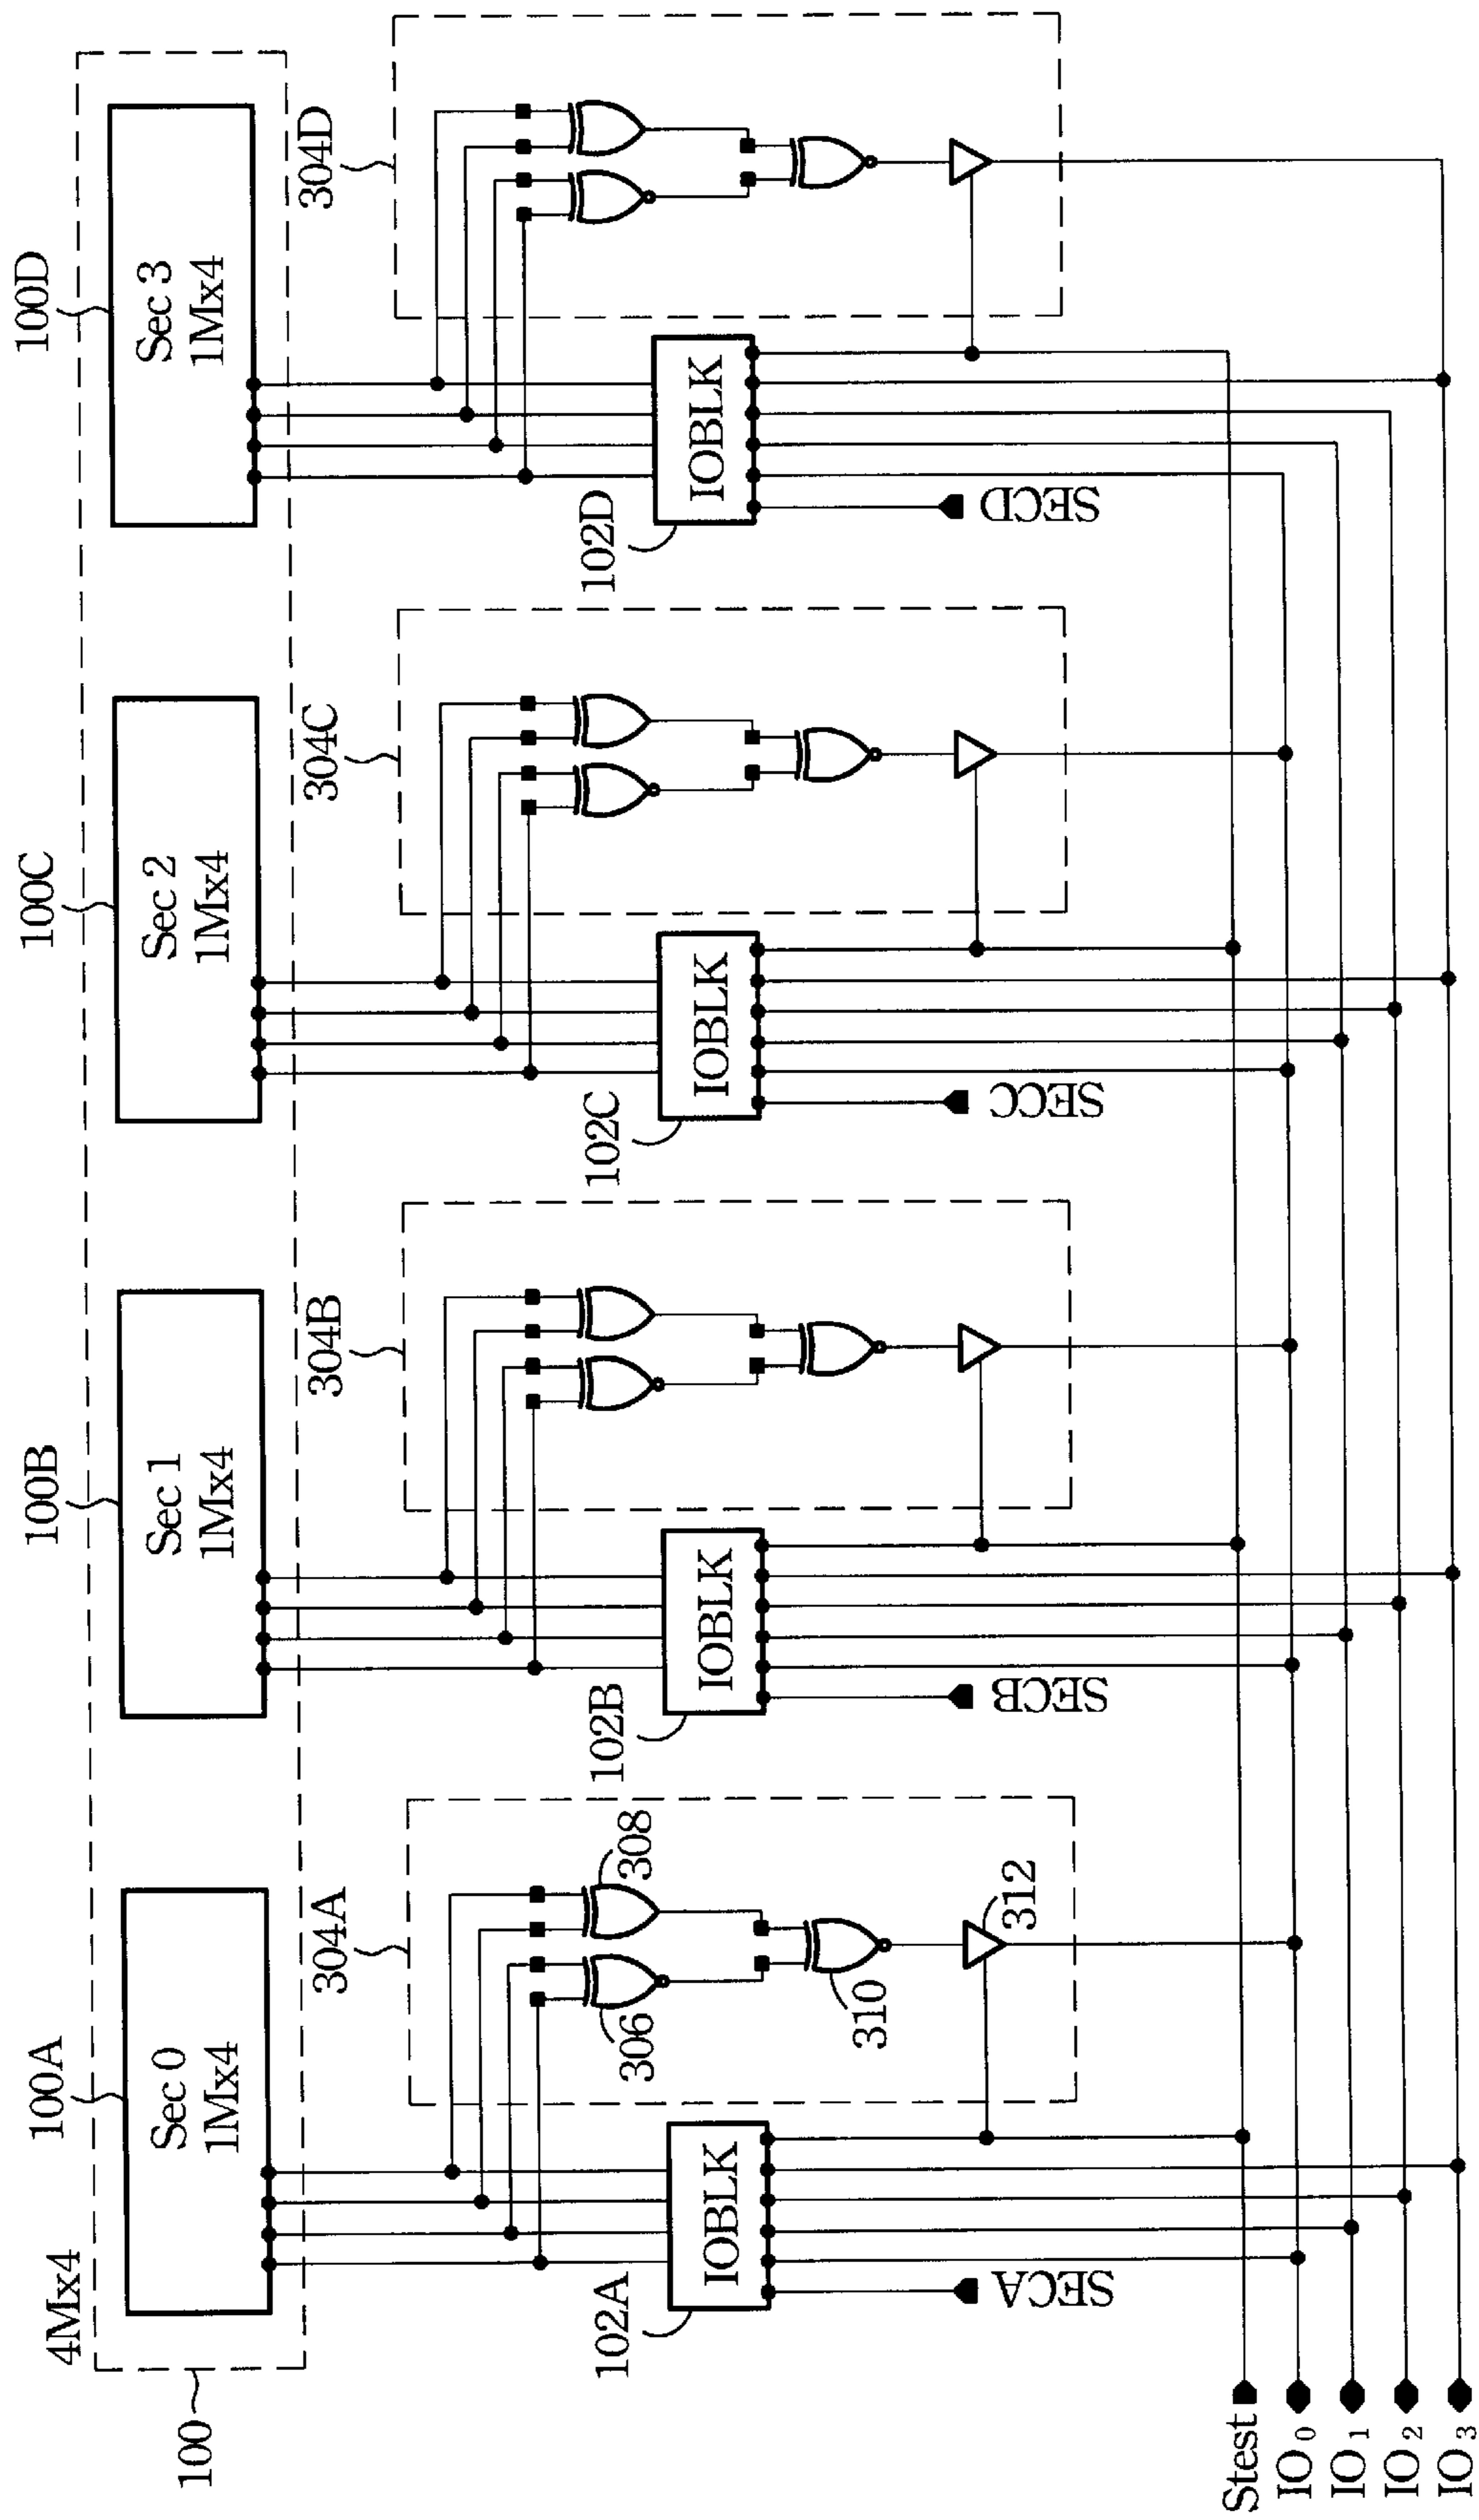 100
4Mx4
100A
Sec 0
1Mx4
100B
Sec 1
1Mx4
100C
Sec 2
1Mx4
100D
Sec 3
1Mx4
304A
304B
304C
304D
306
308
310
312
102A
IOBLK
102B
IOBLK
102C
IOBLK
102D
IOBLK
SECA
SECB
SECC
SECD
Stest
IO0
IO1
IO2
IO3